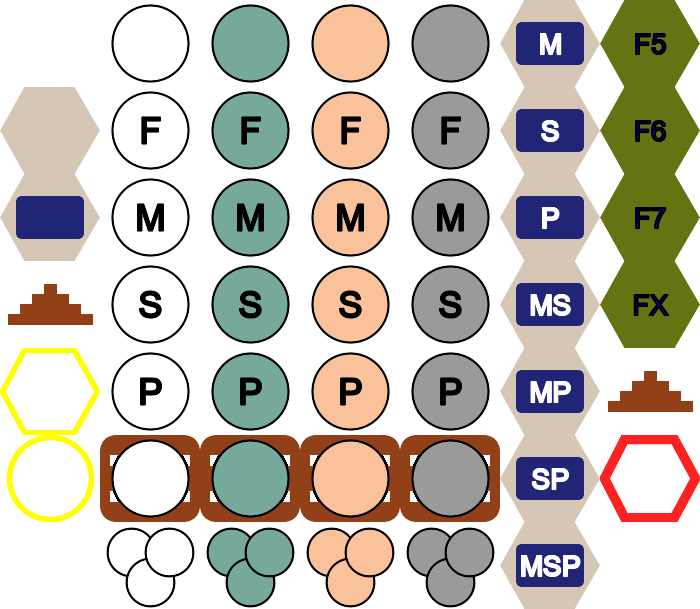 M F5
F F F F S F6
M M M M P F7
S S S S MS FX
P P P P MP
SP
MSP